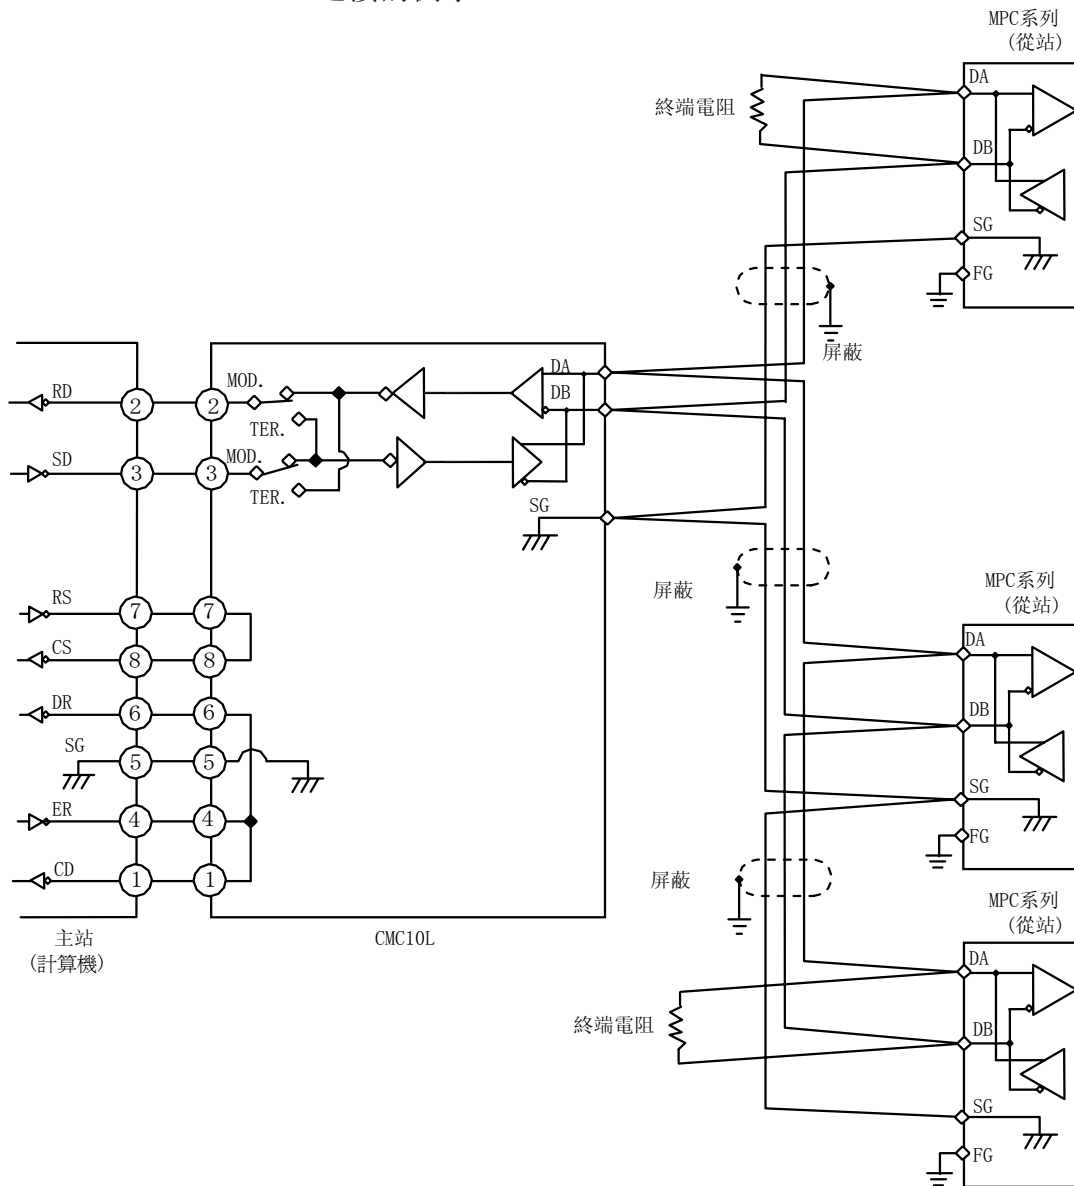 MPC系列
(從站)
DA
終端電阻
DB
SG
FG
屏蔽
RD
2
2
MOD.
DA
DB
TER.
SD
3
3
MOD.
TER.
SG
屏蔽
MPC系列
(從站)
RS
7
7
CS
8
8
DA
DR
6
6
DB
SG
5
5
SG
ER
4
4
FG
CD
1
1
屏蔽
MPC系列
(從站)
主站
(計算機)
CMC10L
DA
終端電阻
DB
SG
FG